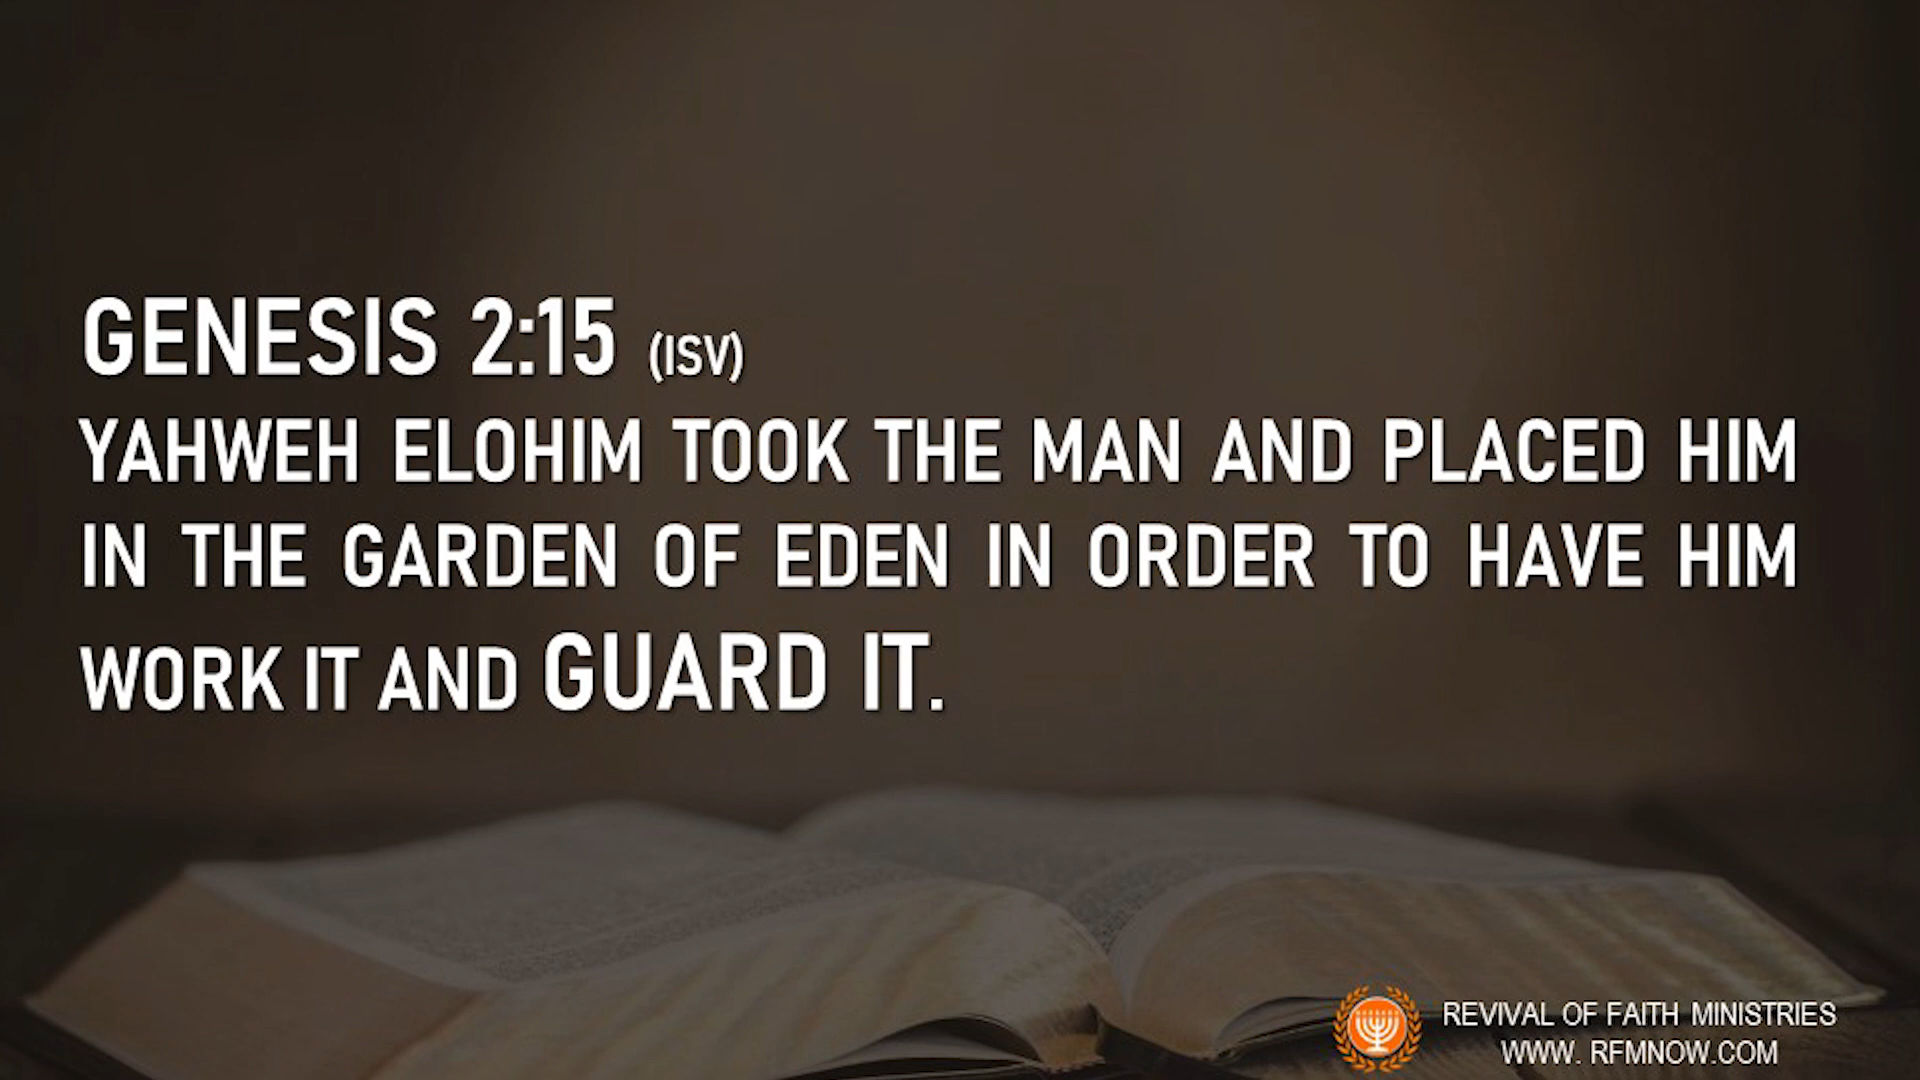 GENESIS 2:15 (ISV)
YAHWEH ELOHIM TOOK THE MAN AND PLACED HIM
IN THE GARDEN OF EDEN IN ORDER TO HAVE HIM
WORK IT AND GUARD IT.
REVIVAL OF FAITH MINISTRIES
WWW. RFMNOW.COM